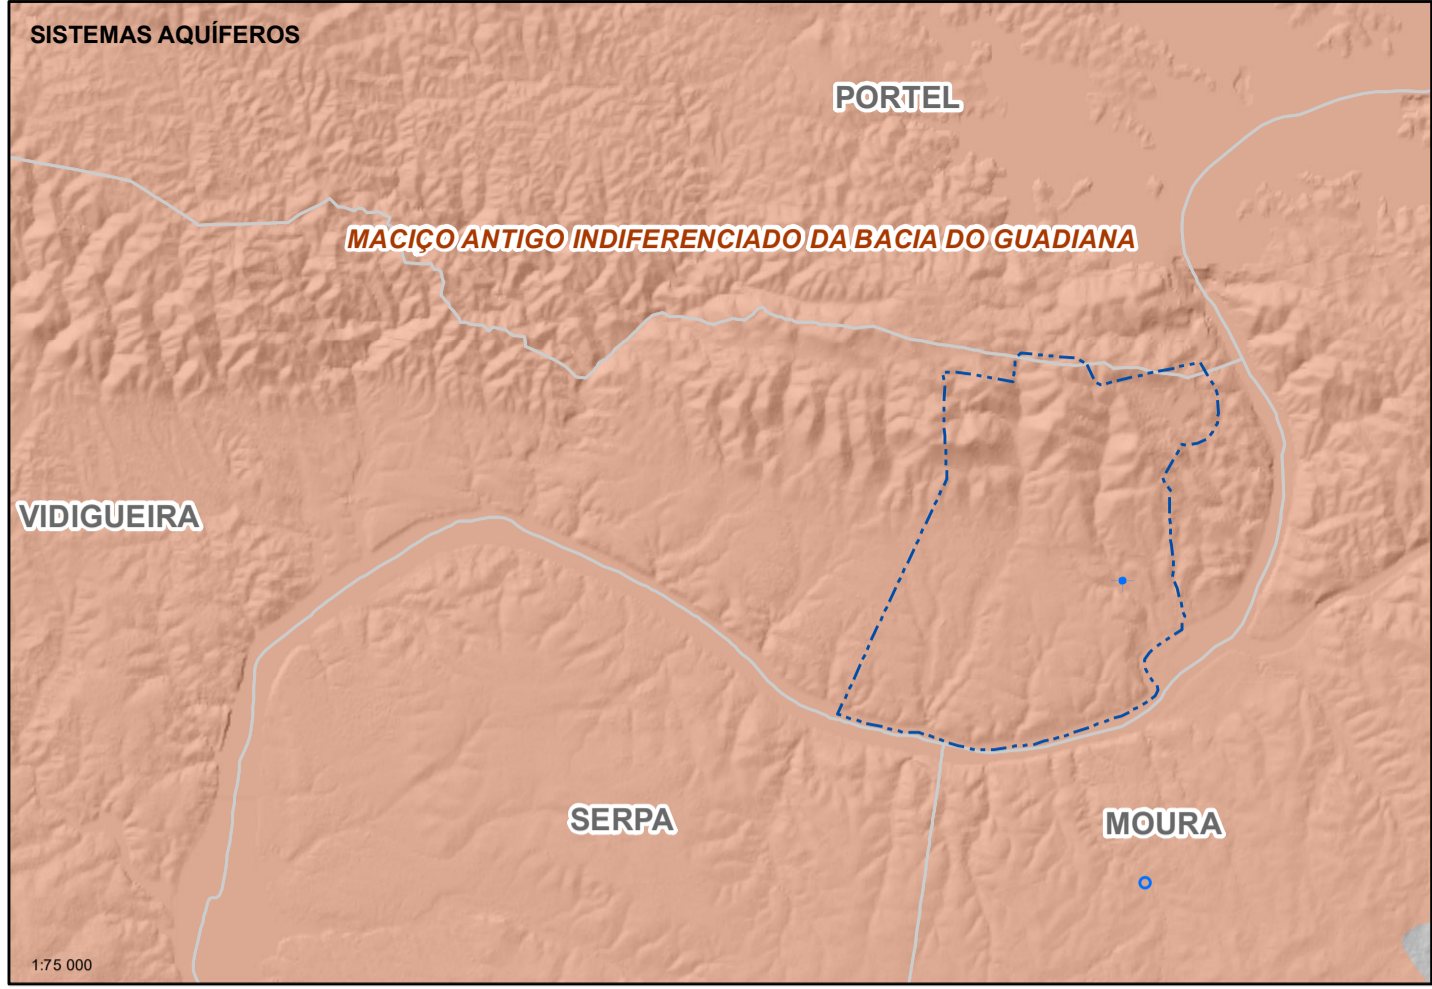 SISTEMAS AQUÍFEROS
PORTEL
MACIÇO ANTIGO INDIFERENCIADO DA BACIA DO GUADIANA
VIDIGUEIRA
SERPA
MOURA
1:75 000